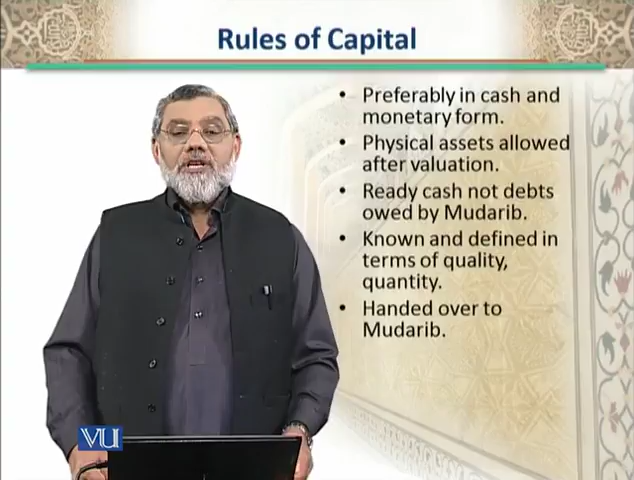 Rules of Capital
• Preferably in cash and
monetary form.
• Physical assets allowed
after valuation.
• Ready cash not debts
owed by Mudarib.
• Known and defined in
terms of quality,
quantity.
• Handed over to
Mudarib.
VU